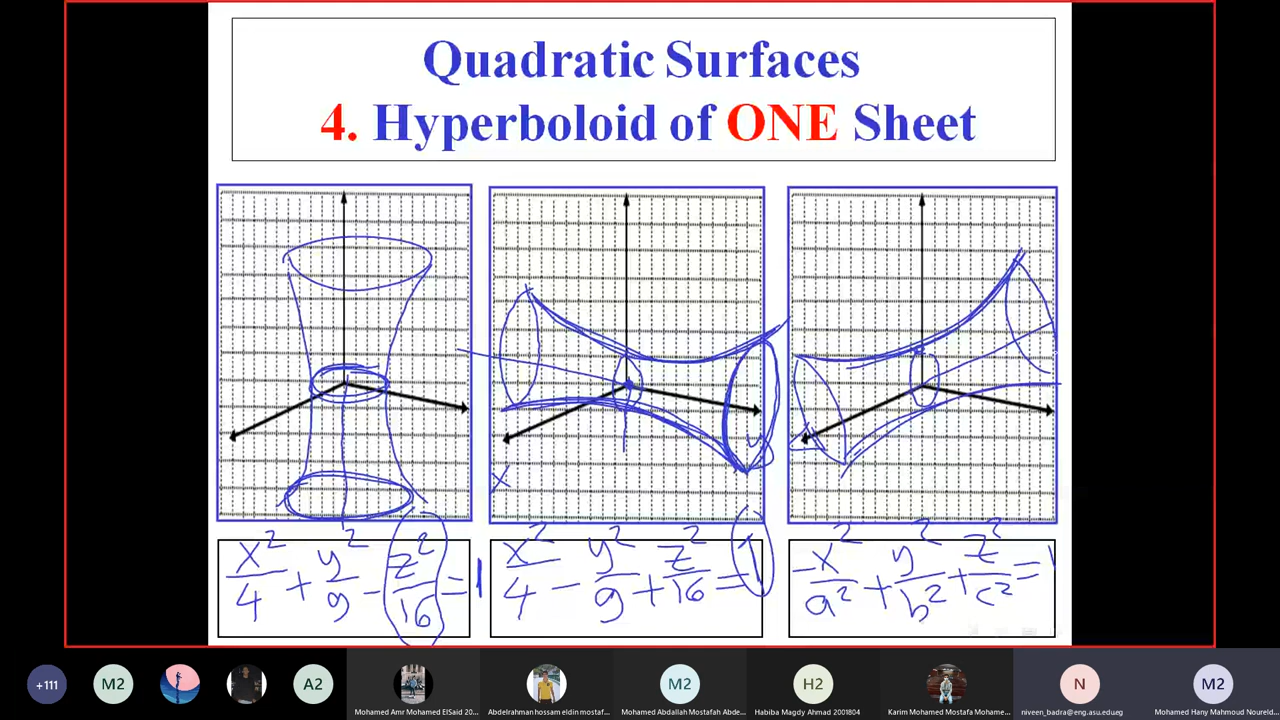 Quadratic Surfaces
4. Hyperboloid of ONE Sheet
X
x²/4 + y²/9 - z²/16 = 1
x²/4 - y²/9 + z²/16 = 1
-x²/a² + y²/b² + z²/c² = 1
+111
M2
A2
M2
H2
N
M2
Mohamed Amr Mohamed ElSaid 20...
Abdelrahman hossam eldin mostaf...
Mohamed Abdallah Mostafah Abde...
Habiba Magdy Ahmad 2001804
Karim Mohamed Mostafa Mohame...
niveen_badra@eng.asu.edueg
Mohamed Hany Mahmoud Noureld...